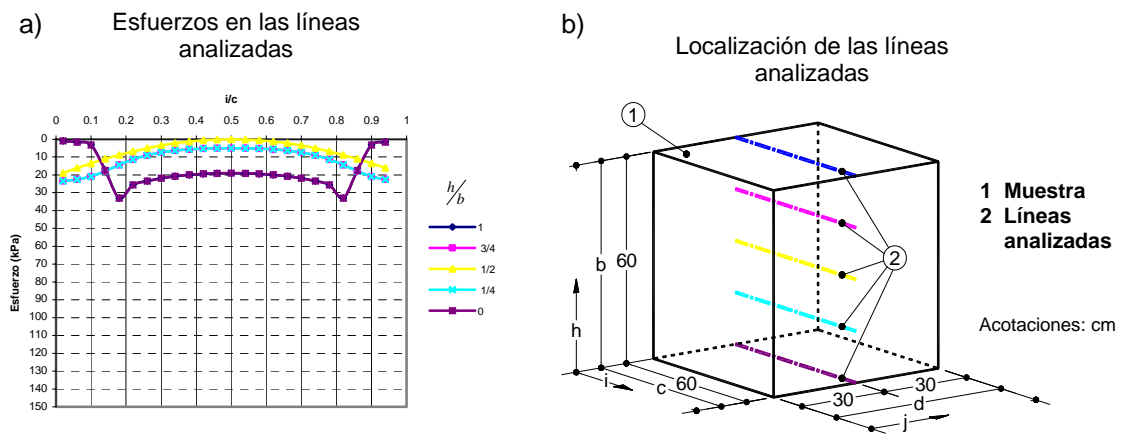 a)
Esfuerzos en las líneas
analizadas
i/c
0 0.1 0.2 0.3 0.4 0.5 0.6 0.7 0.8 0.9 1
0
10
20
30
40
50
60
70
80
90
100
110
120
130
140
150
Esfuerzo (kPa)
h/b
1
3/4
1/2
1/4
0
b)
Localización de las líneas
analizadas
1
b
60
h
i
c
60
2
30
30
d
j
1 Muestra
2 Líneas
analizadas
Acotaciones: cm